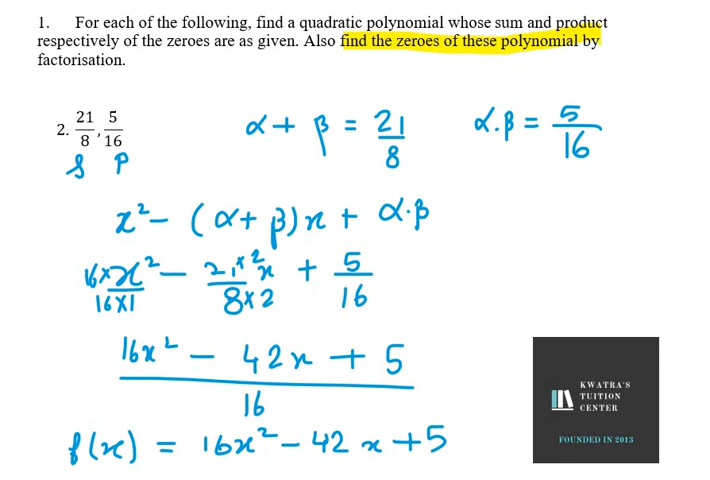 1. For each of the following, find a quadratic polynomial whose sum and product
respectively of the zeroes are as given. Also find the zeroes of these polynomial by
factorisation.
2. 21/8, 5/16
α + β = 21/8
α.β = 5/16
S P
x² - (α + β)x + α.β
16×x²/16×1 - 21×2x/8×2 + 5/16
16x² - 42x + 5
16
f(x) = 16x² - 42x + 5
KWATRA'S
TUITION
CENTER
FOUNDED IN 2013